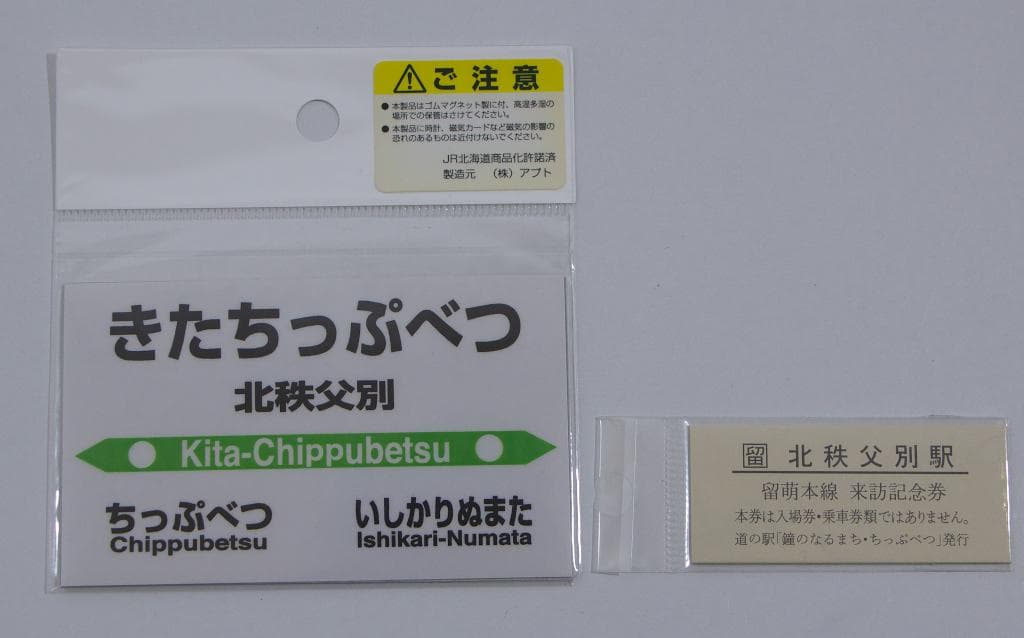 ご注意
●本製品はゴムマグネット製に付、高湿多湿の
場所での保管はさけてください。
●本製品に時計、磁気カードなど磁気の影響の
恐れのあるものは近付けないでください。
JR北海道商品化許諾済
製造元 (株)アプト
きたちっぷべつ
北秩父別
Kita-Chippubetsu
ちっぷべつ
Chippubetsu
いしかりぬまた
Ishikari-Numata
留 北秩父別駅
留萌本線 来訪記念券
本券は入場券・乗車券類ではありません。
道の駅「鐘のなるまち・ちっぷべつ」発行